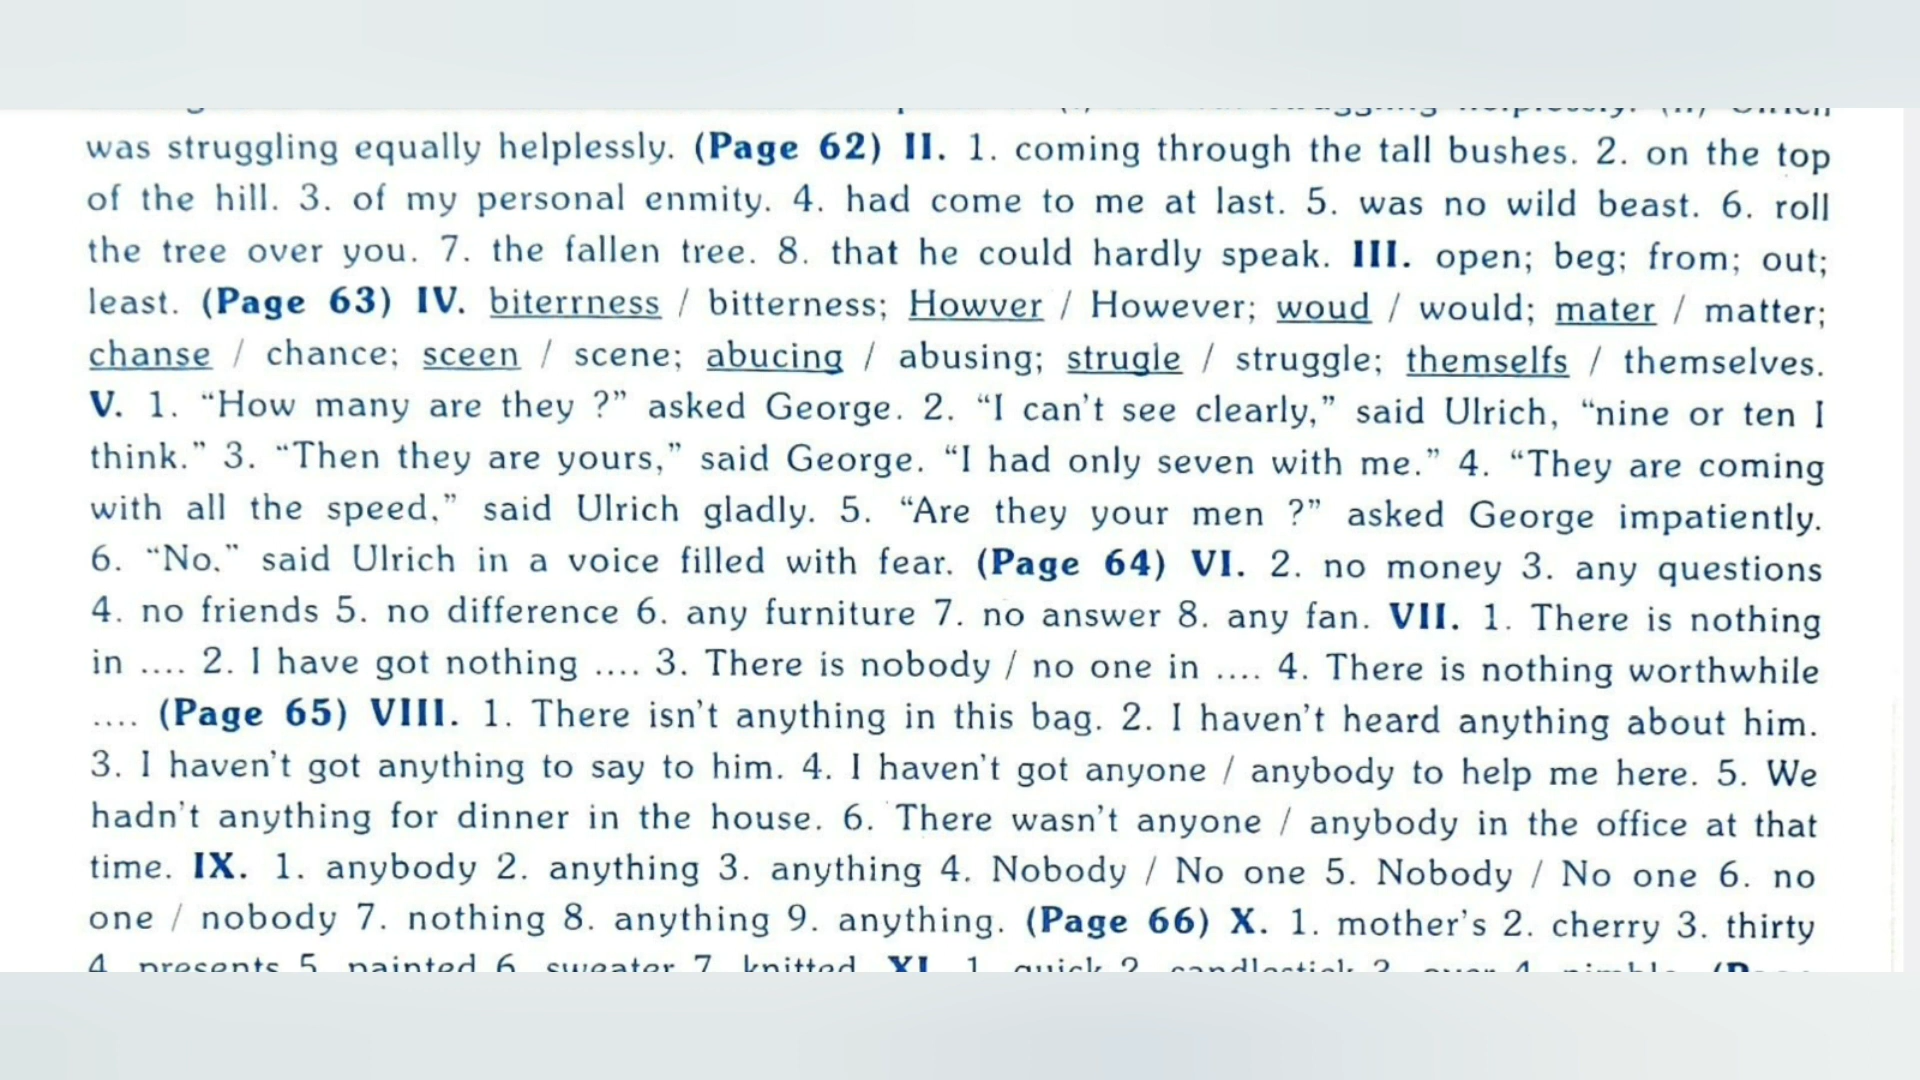 was struggling equally helplessly. (Page 62) II. 1. coming through the tall bushes. 2. on the top
of the hill. 3. of my personal enmity. 4. had come to me at last. 5. was no wild beast. 6. roll
the tree over you. 7. the fallen tree. 8. that he could hardly speak. III. open; beg; from; out;
least. (Page 63) IV. biterrness / bitterness; Howver / However; woud / would; mater / matter;
chanse / chance; sceen / scene; abucing / abusing; strugle / struggle; themselfs / themselves.
V. 1. “How many are they ?” asked George. 2. “I can’t see clearly,” said Ulrich, “nine or ten I
think.” 3. “Then they are yours,” said George. “I had only seven with me.” 4. “They are coming
with all the speed,” said Ulrich gladly. 5. “Are they your men ?” asked George impatiently.
6. “No,” said Ulrich in a voice filled with fear. (Page 64) VI. 2. no money 3. any questions
4. no friends 5. no difference 6. any furniture 7. no answer 8. any fan. VII. 1. There is nothing
in .... 2. I have got nothing .... 3. There is nobody / no one in .... 4. There is nothing worthwhile
.... (Page 65) VIII. 1. There isn’t anything in this bag. 2. I haven’t heard anything about him.
3. I haven’t got anything to say to him. 4. I haven’t got anyone / anybody to help me here. 5. We
hadn’t anything for dinner in the house. 6. There wasn’t anyone / anybody in the office at that
time. IX. 1. anybody 2. anything 3. anything 4. Nobody / No one 5. Nobody / No one 6. no
one / nobody 7. nothing 8. anything 9. anything. (Page 66) X. 1. mother’s 2. cherry 3. thirty
4. presents 5. painted 6. sweater 7. knitted XI. 1. quick 2. candlestick 3. over 4. nimble.